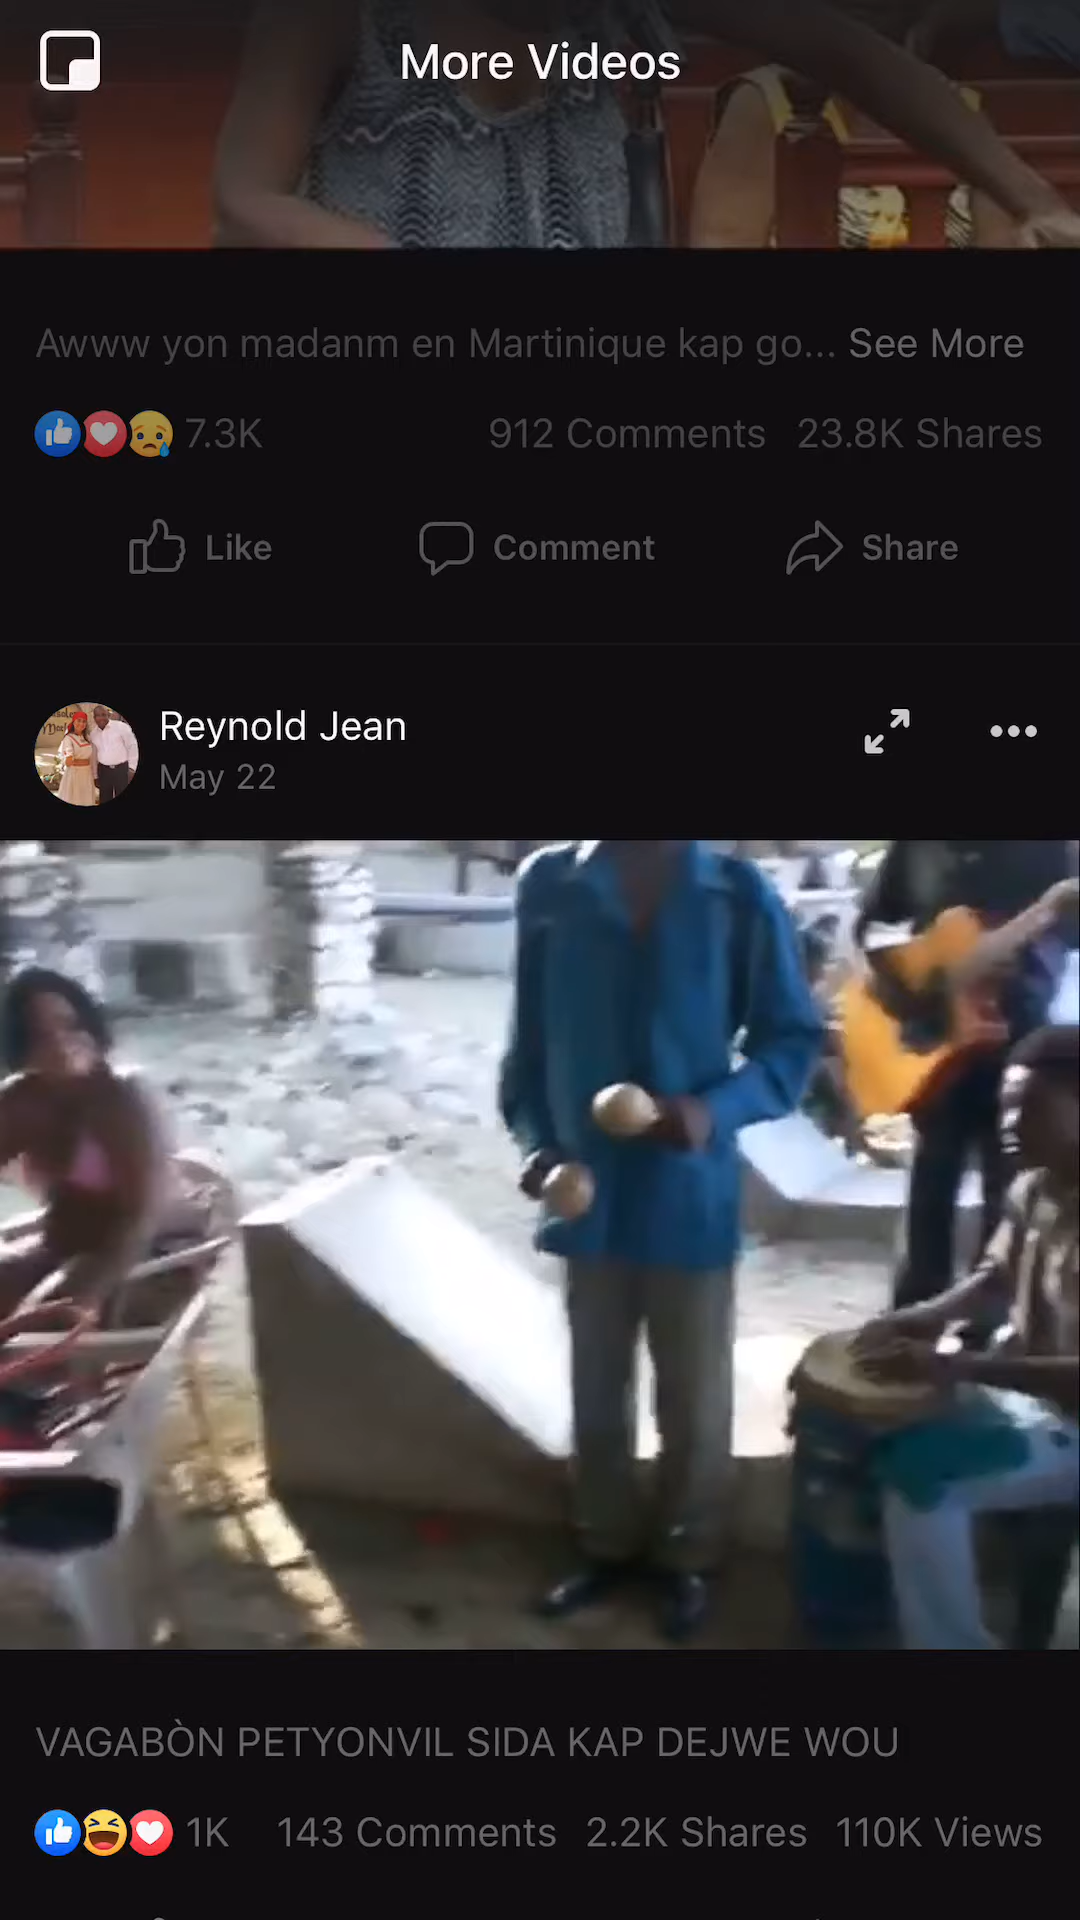 More Videos
Awww yon madanm en Martinique kap go... See More
7.3K 912 Comments 23.8K Shares
Like Comment Share
Reynold Jean
May 22
VAGABÒN PETYONVIL SIDA KAP DEJWE WOU
1K 143 Comments 2.2K Shares 110K Views